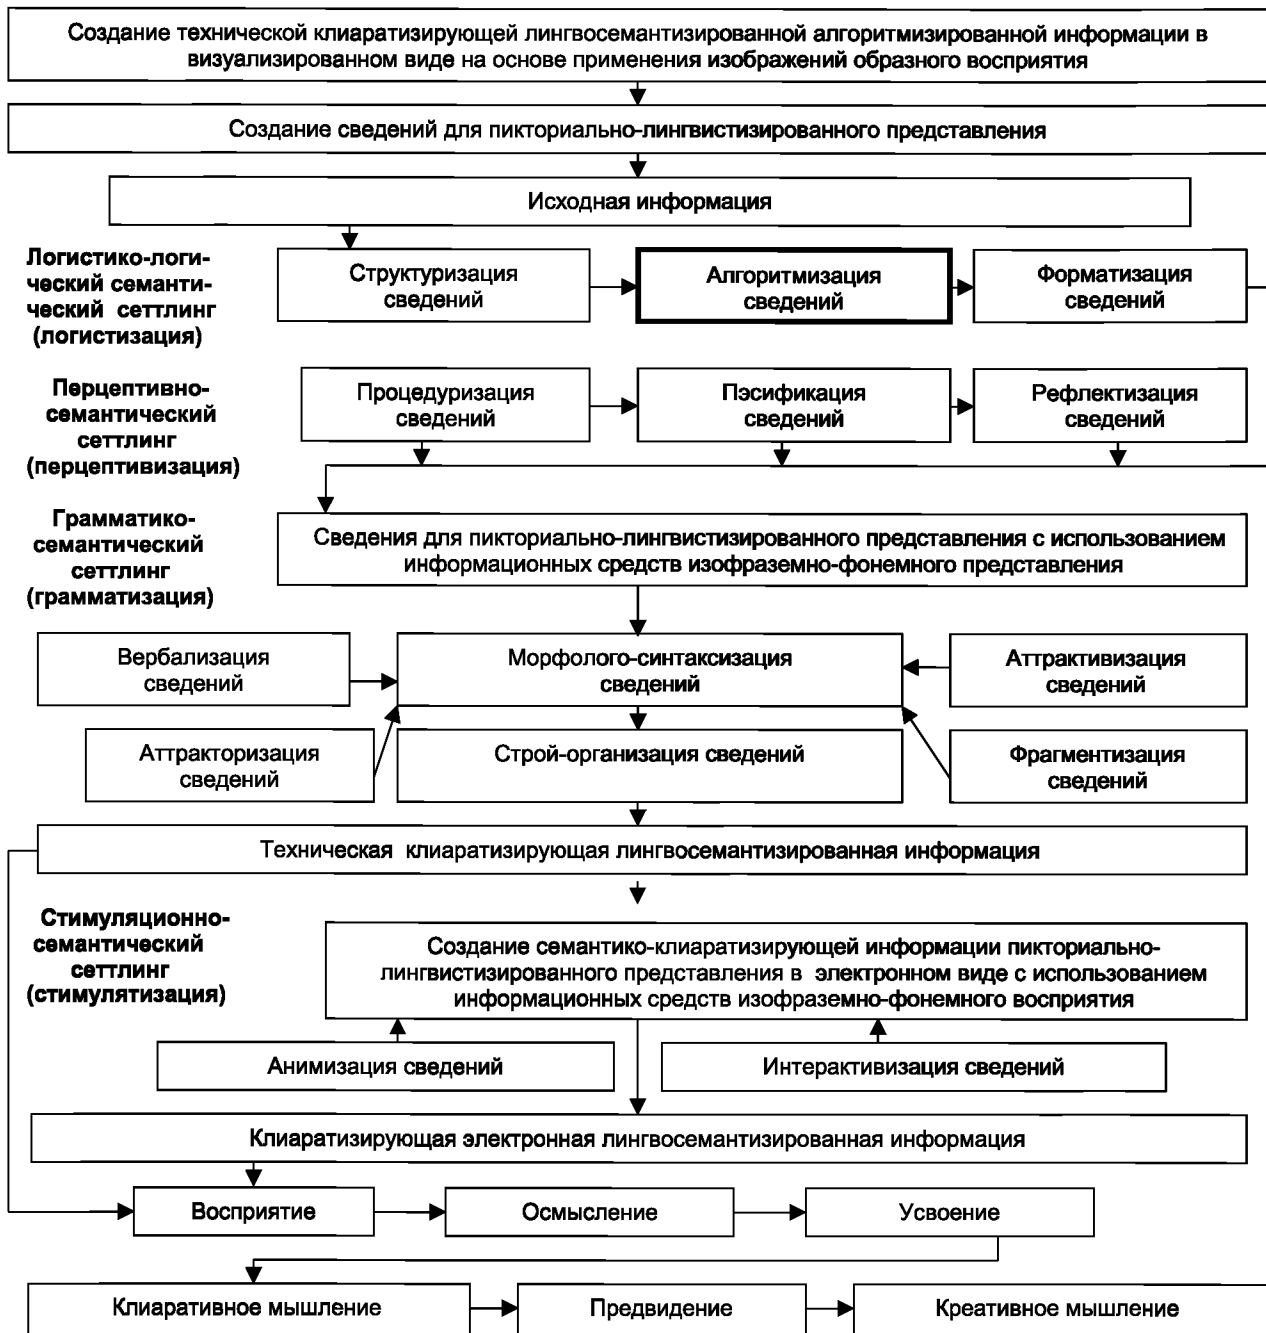 Создание технической клиаратизирующей лингвосемантизированной алгоритмизированной информации в
визуализированном виде на основе применения изображений образного восприятия
Создание сведений для пикториально-лингвистизированного представления
Исходная информация
Логистико-логи-
ческий семанти-
ческий сеттлинг
(логистизация)
Структуризация
сведений
Алгоритмизация
сведений
Форматизация
сведений
Перцептивно-
семантический
сеттлинг
(перцептивизация)
Процедуризация
сведений
Пэсификация
сведений
Рефлектизация
сведений
Грамматико-
семантический
сеттлинг
(грамматизация)
Сведения для пикториально-лингвистизированного представления с использованием
информационных средств изофраземно-фонемного представления
Вербализация
сведений
Морфолого-синтаксизация
сведений
Аттрактивизация
сведений
Аттракторизация
сведений
Строй-организация сведений
Фрагментизация
сведений
Техническая клиаратизирующая лингвосемантизированная информация
Стимуляционно-
семантический
сеттлинг
(стимулятизация)
Создание семантико-клиаратизирующей информации пикториально-
лингвистизированного представления в электронном виде с использованием
информационных средств изофраземно-фонемного восприятия
Анимизация сведений
Интерактивизация сведений
Клиаратизирующая электронная лингвосемантизированная информация
Восприятие
Осмысление
Усвоение
Клиаративное мышление
Предвидение
Креативное мышление